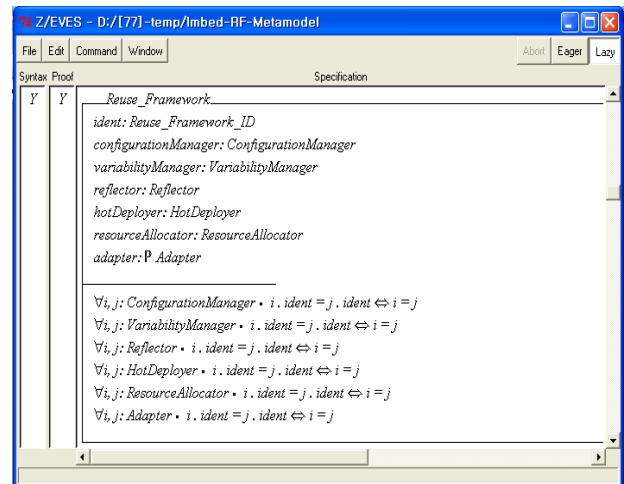 Z/EVES - D:/[77]-temp/Imbed-RF-Metamodel
File Edit Command Window Abort Eager Lazy
Syntax Proof Specification
Y Y Reuse_Framework
ident: Reuse_Framework_ID
configurationManager: ConfigurationManager
variabilityManager: VariabilityManager
reflector: Reflector
hotDeployer: HotDeployer
resourceAllocator: ResourceAllocator
adapter: P Adapter
∀i, j: ConfigurationManager • i . ident = j . ident ⇔ i = j
∀i, j: VariabilityManager • i . ident = j . ident ⇔ i = j
∀i, j: Reflector • i . ident = j . ident ⇔ i = j
∀i, j: HotDeployer • i . ident = j . ident ⇔ i = j
∀i, j: ResourceAllocator • i . ident = j . ident ⇔ i = j
∀i, j: Adapter • i . ident = j . ident ⇔ i = j